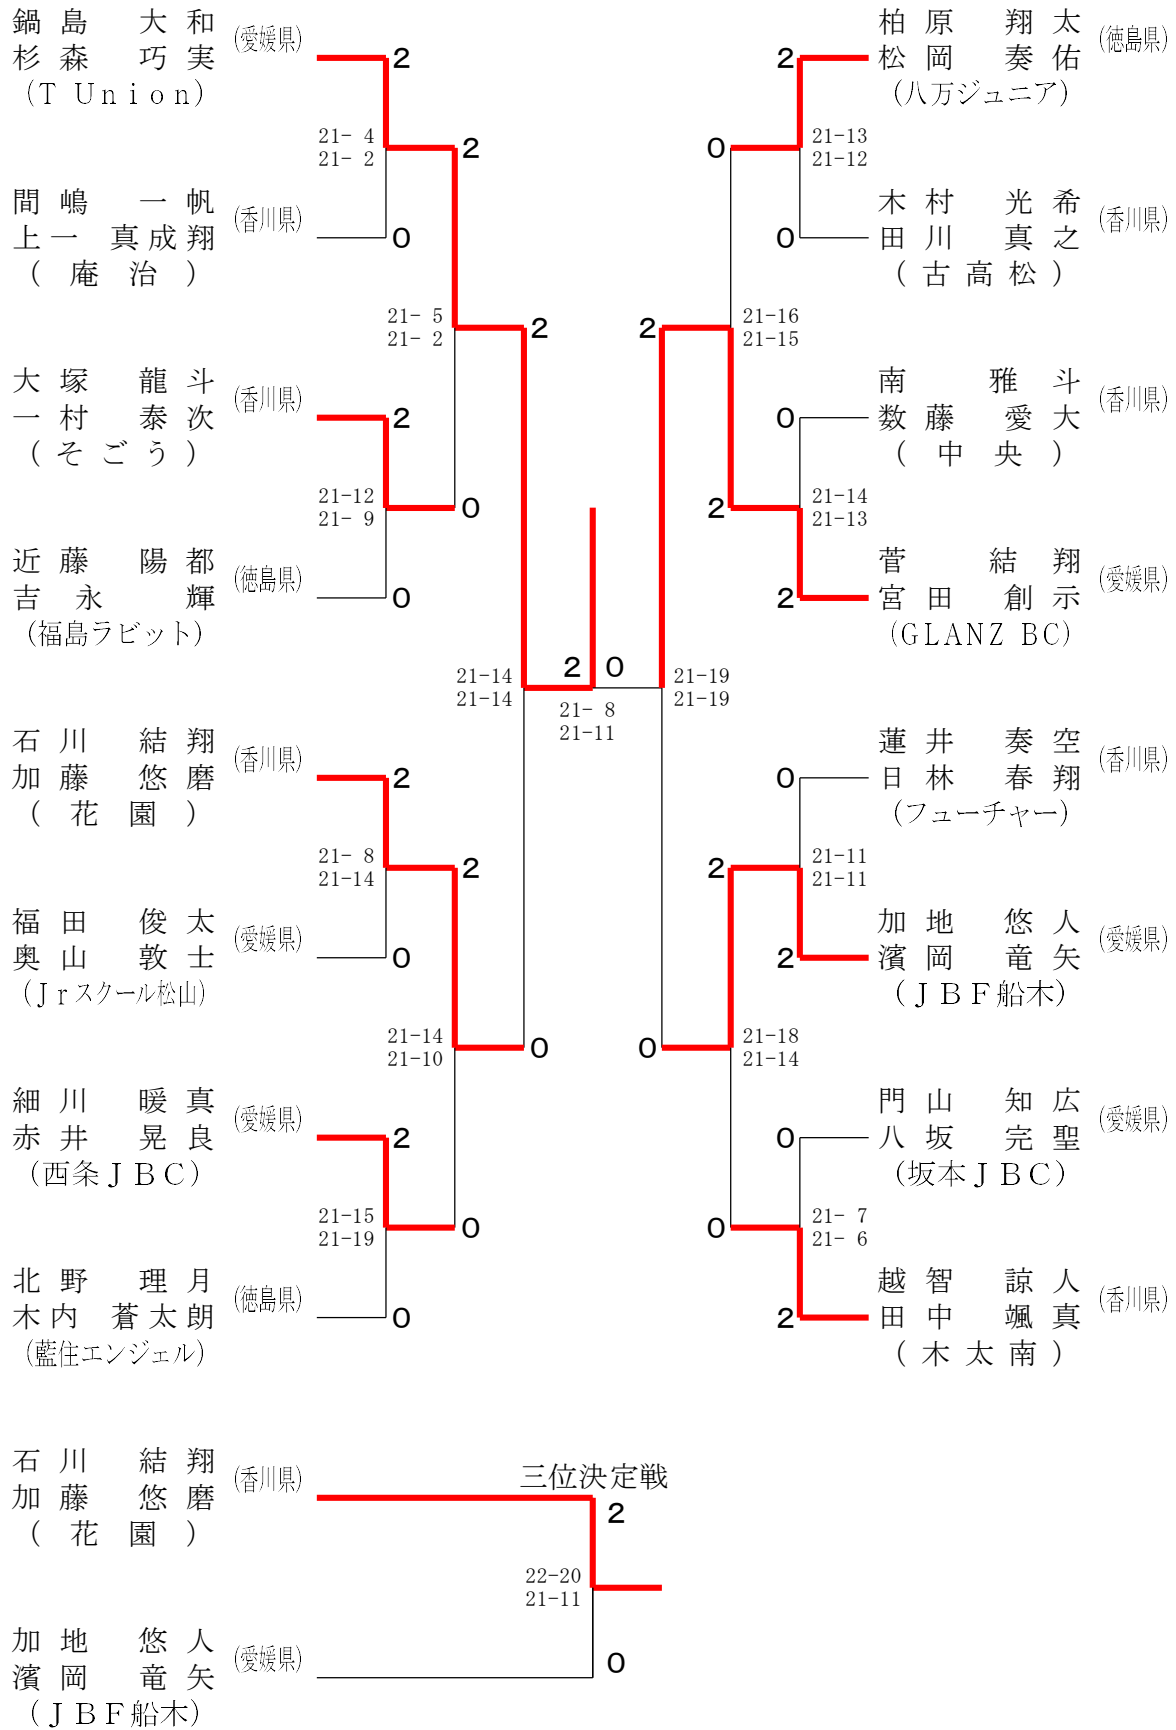 鍋島 大和
杉森 巧実
(愛媛県)
(T Union)
2
21- 4
21- 2
2
間嶋 一帆
上一 真成翔
(香川県)
(庵治)
0
21- 5
21- 2
2
大塚 龍斗
一村 泰次
(香川県)
(そごう)
2
21-12
21- 9
0
近藤 陽都
吉永 輝
(徳島県)
(福島ラビット)
0
21-14
21-14
石川 結翔
加藤 悠磨
(香川県)
(花園)
2
21- 8
21-14
2
福田 俊太
奥山 敦士
(愛媛県)
(Jrスクール松山)
0
21-14
21-10
0
細川 暖真
赤井 晃良
(愛媛県)
(西条JBC)
2
21-15
21-19
0
北野 理月
木内 蒼太朗
(徳島県)
(藍住エンジェル)
0
2 0
21- 8
21-11
柏原 翔太
松岡 奏佑
(徳島県)
(八万ジュニア)
2
0
21-13
21-12
木村 光希
田川 真之
(香川県)
(古高松)
0
2
21-16
21-15
南 雅斗
数藤 愛大
(香川県)
(中央)
0
2
21-14
21-13
菅 結翔
宮田 創示
(愛媛県)
(GLANZ BC)
2
21-19
21-19
蓮井 奏空
日林 春翔
(香川県)
(フューチャー)
0
2
21-11
21-11
加地 悠人
濱岡 竜矢
(愛媛県)
(JBF船木)
2
0
21-18
21-14
門山 知広
八坂 完聖
(愛媛県)
(坂本JBC)
0
0
21- 7
21- 6
越智 諒人
田中 颯真
(香川県)
(木太南)
2
三位決定戦
石川 結翔
加藤 悠磨
(香川県)
(花園)
2
22-20
21-11
加地 悠人
濱岡 竜矢
(愛媛県)
(JBF船木)
0